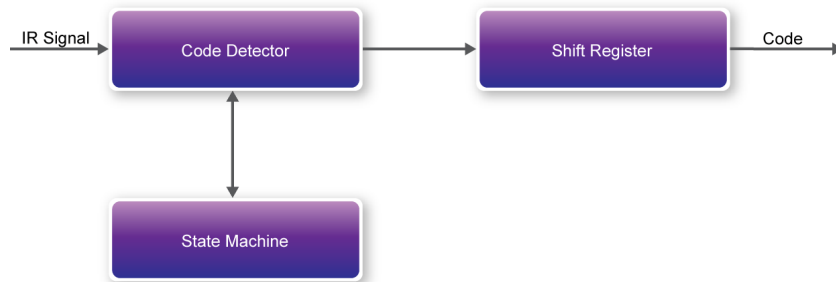 IR Signal
Code Detector
Shift Register
Code
State Machine